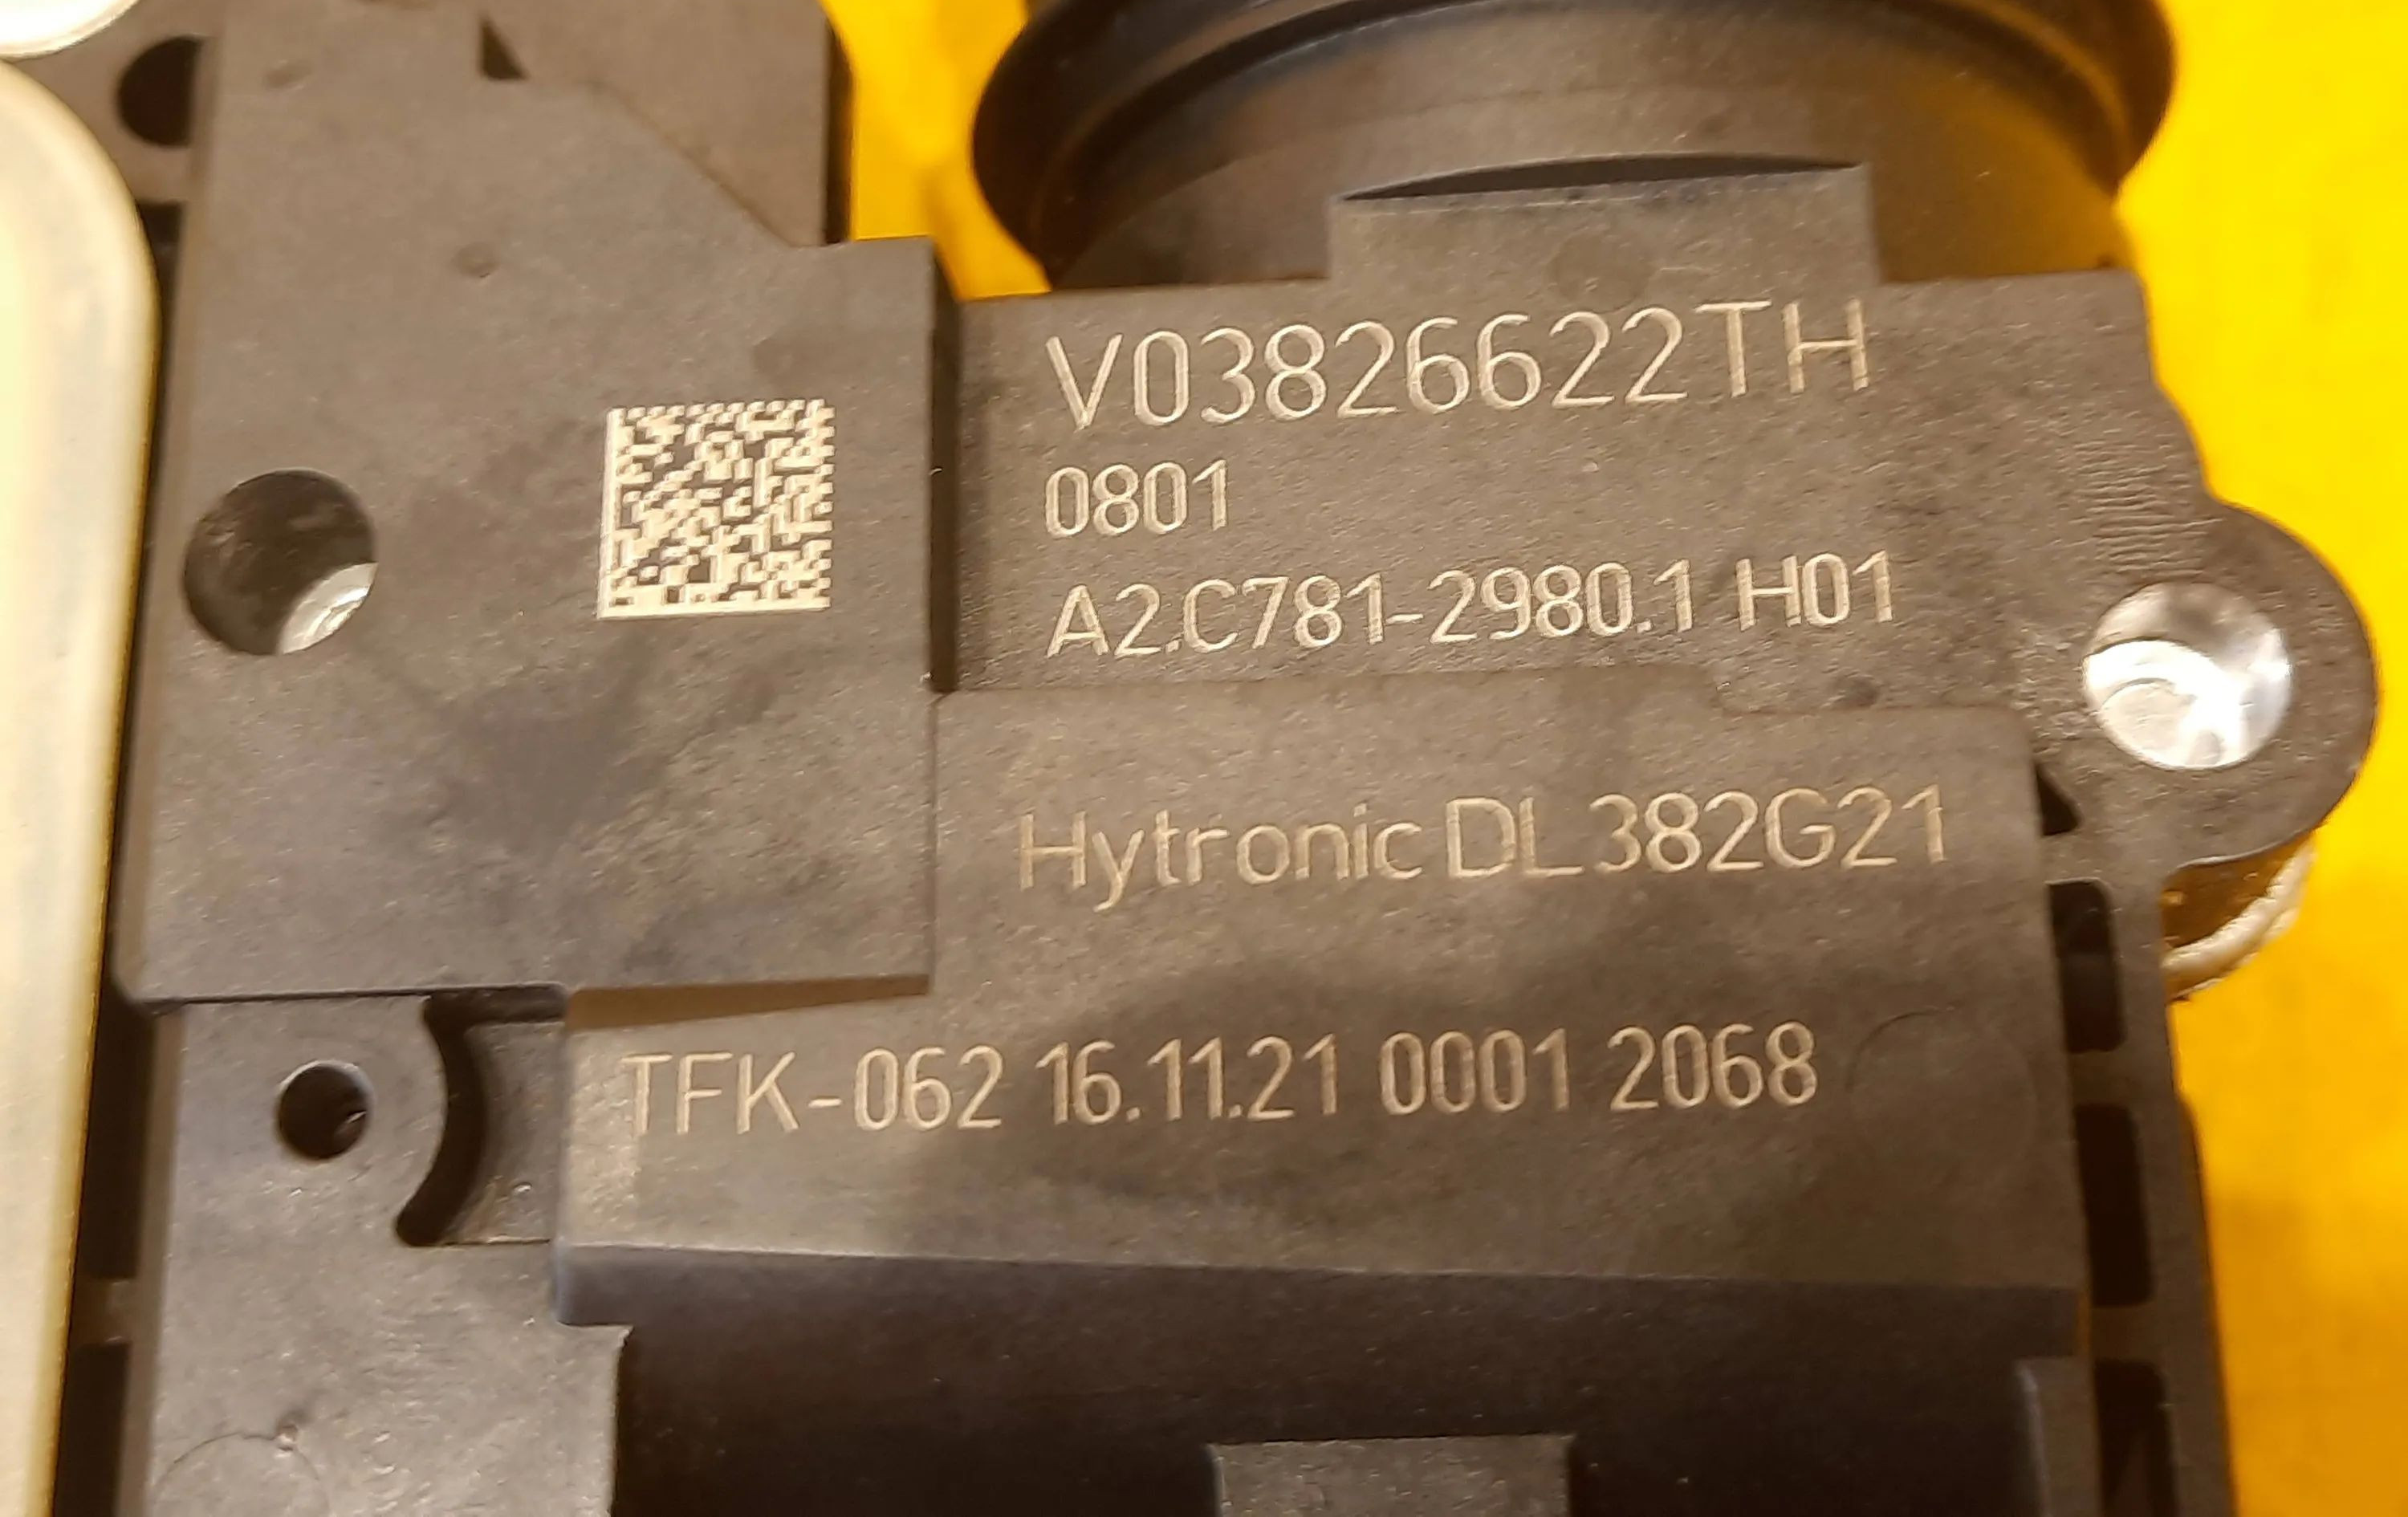 V03826622TH
0801
A2.C781-2980.1 H01
Hytronic DL382G21
TFK-062 16.11.21 0001 2068